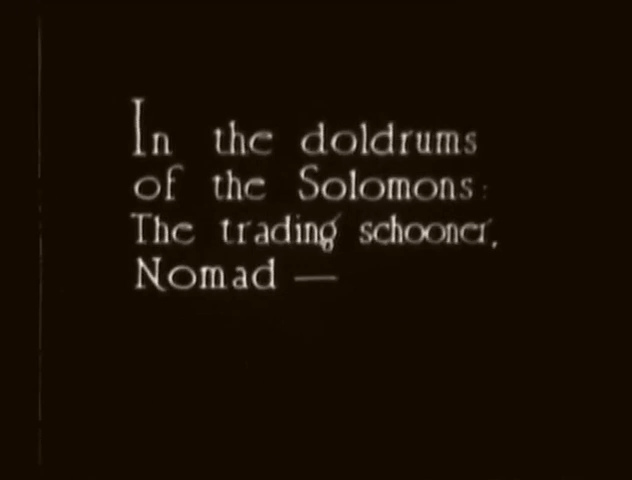 In the doldrums
of the Solomons:
The trading schooner,
Nomad —